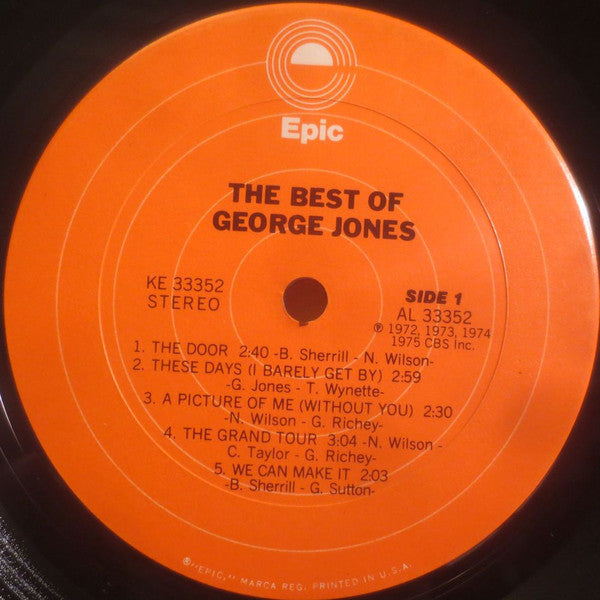 Epic
THE BEST OF
GEORGE JONES
KE 33352
STEREO
SIDE 1
AL 33352
℗ 1972, 1973, 1974
1975 CBS Inc.
1. THE DOOR 2:40 -B. Sherrill - N. Wilson-
2. THESE DAYS (I BARELY GET BY) 2:59
-G. Jones - T. Wynette-
3. A PICTURE OF ME (WITHOUT YOU) 2:30
-N. Wilson - G. Richey-
4. THE GRAND TOUR 3:04 -N. Wilson -
C. Taylor - G. Richey-
5. WE CAN MAKE IT 2:03
-B. Sherrill - G. Sutton-
®"EPIC," MARCA REG. PRINTED IN U.S.A.